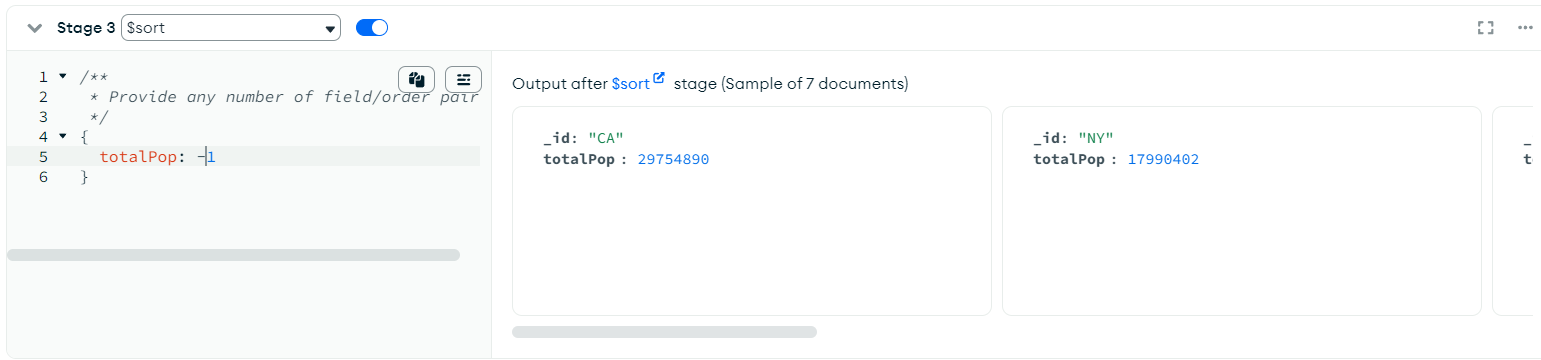 Stage 3 $sort
1 /**
2 * Provide any number of field/order pair
3 */
4 {
5 totalPop: -1
6 }
Output after $sort stage (Sample of 7 documents)
_id: "CA"
totalPop : 29754890
_id: "NY"
totalPop : 17990402